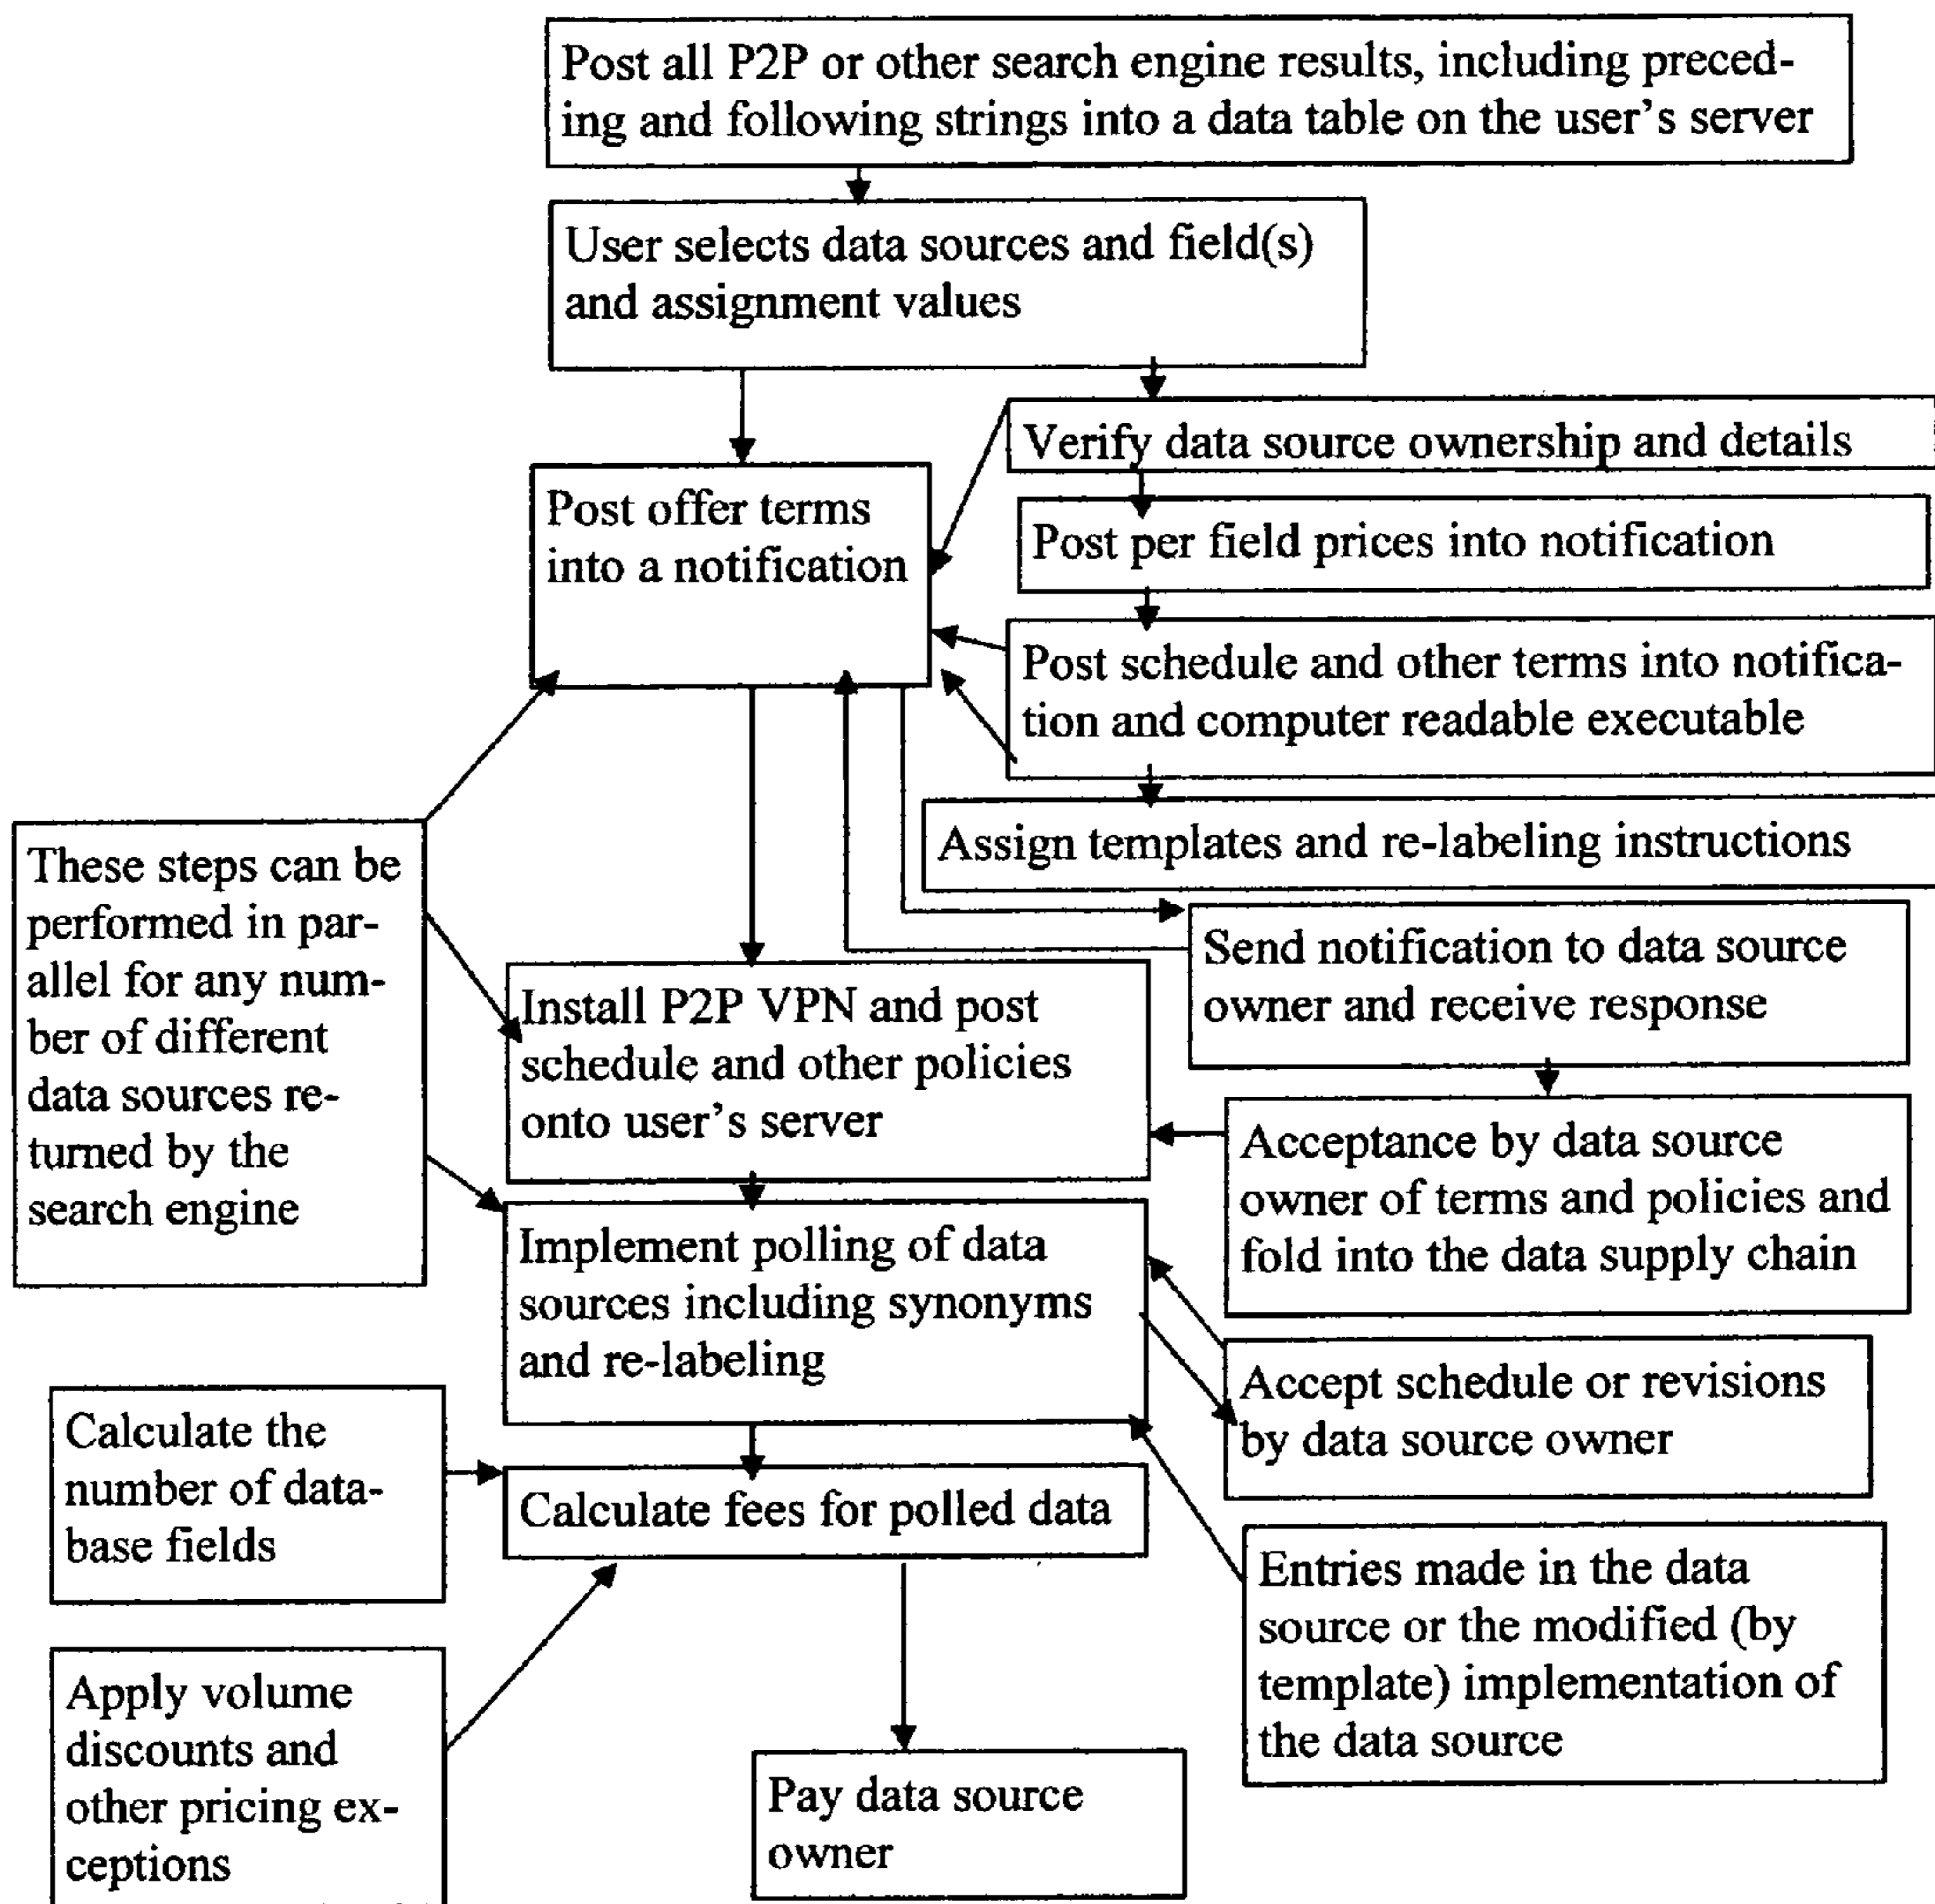 Post all P2P or other search engine results, including preced-
ing and following strings into a data table on the user's server
User selects data sources and field(s)
and assignment values
Verify data source ownership and details
Post offer terms
into a notification
Post per field prices into notification
Post schedule and other terms into notifica-
tion and computer readable executable
Assign templates and re-labeling instructions
These steps can be
performed in par-
allel for any num-
ber of different
data sources re-
turned by the
search engine
Send notification to data source
owner and receive response
Install P2P VPN and post
schedule and other policies
onto user's server
Acceptance by data source
owner of terms and policies and
fold into the data supply chain
Implement polling of data
sources including synonyms
and re-labeling
Accept schedule or revisions
by data source owner
Calculate the
number of data-
base fields
Calculate fees for polled data
Entries made in the data
source or the modified (by
template) implementation of
the data source
Apply volume
discounts and
other pricing ex-
ceptions
Pay data source
owner